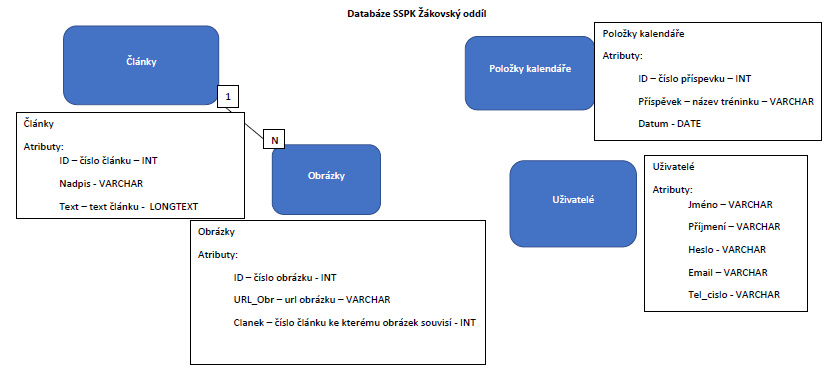 Databáze SSPK Žákovský oddíl
Články
1
N
Články
Atributy:
ID – číslo článku – INT
Nadpis - VARCHAR
Text – text článku - LONGTEXT
Obrázky
Obrázky
Atributy:
ID – číslo obrázku - INT
URL_Obr – url obrázku – VARCHAR
Clanek – číslo článku ke kterému obrázek souvisí - INT
Položky kalendáře
Položky kalendáře
Atributy:
ID – číslo příspevku – INT
Příspěvek – název tréninku – VARCHAR
Datum - DATE
Uživatelé
Uživatelé
Atributy:
Jméno – VARCHAR
Příjmení – VARCHAR
Heslo - VARCHAR
Email – VARCHAR
Tel_cislo - VARCHAR